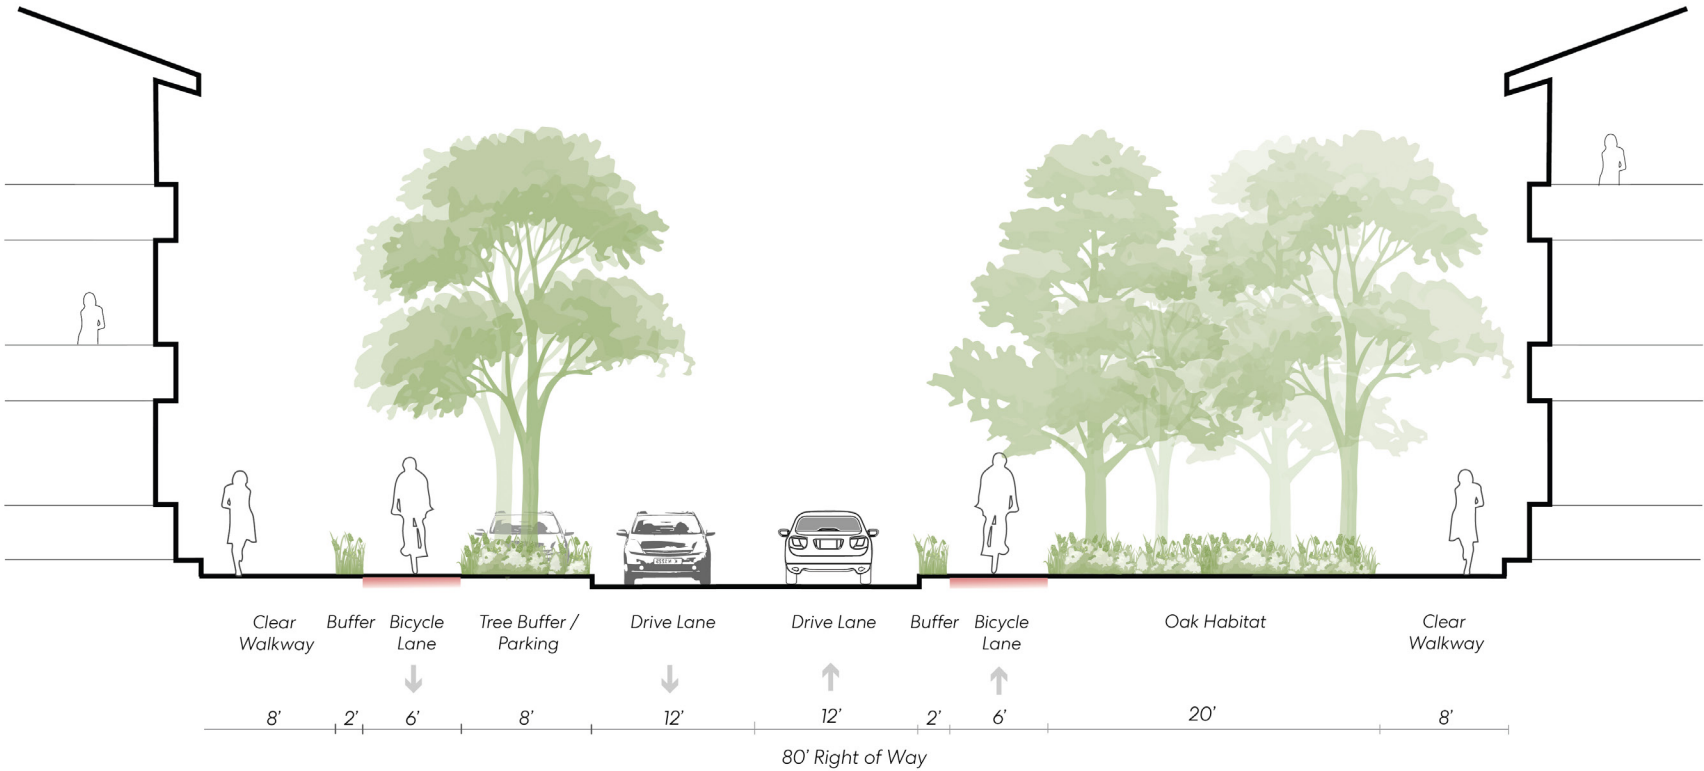 Clear
Walkway
Buffer
Bicycle
Lane
Tree Buffer /
Parking
Drive Lane
Drive Lane
Buffer
Bicycle
Lane
Oak Habitat
Clear
Walkway
8’ 2’ 6’ 8’ 12’ 12’ 2’ 6’ 20’ 8’
80’ Right of Way